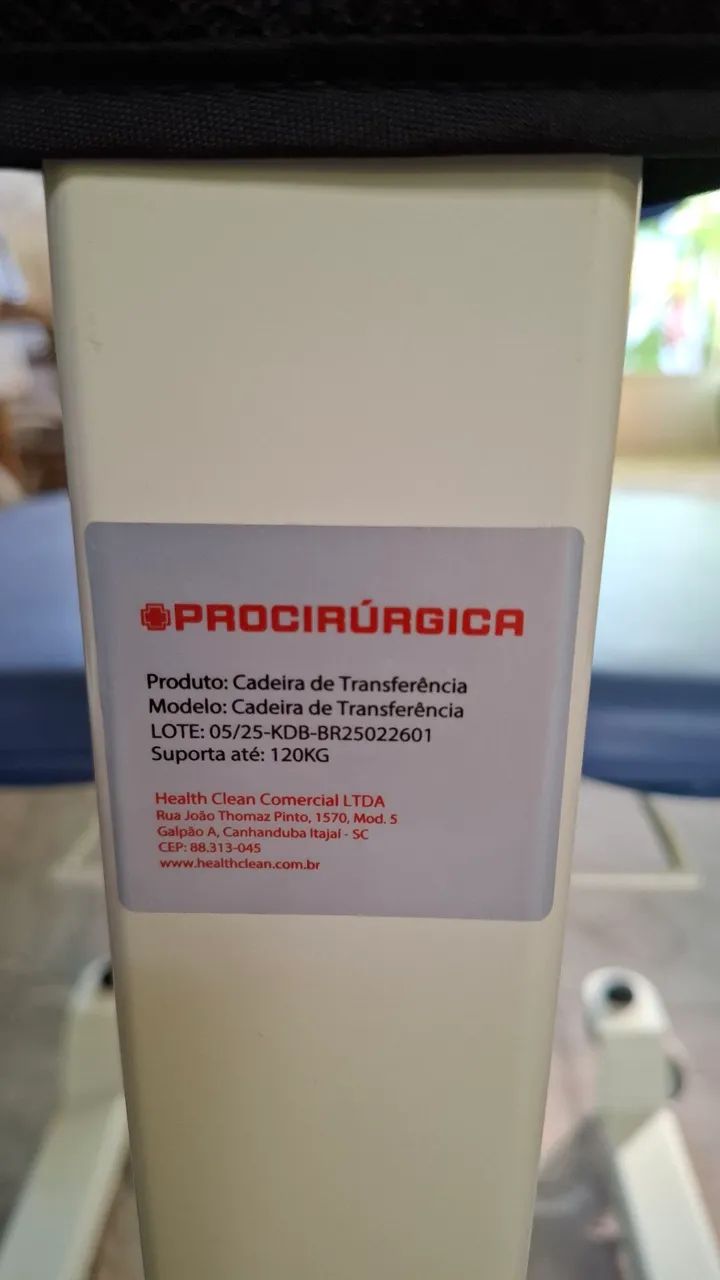 PROCIRÚRGICA
Produto: Cadeira de Transferência
Modelo: Cadeira de Transferência
LOTE: 05/25-KDB-BR25022601
Suporta até: 120KG
Health Clean Comercial LTDA
Rua João Thomaz Pinto, 1570, Mod. 5
Galpão A, Canhanduba Itajaí - SC
CEP: 88.313-045
www.healthclean.com.br